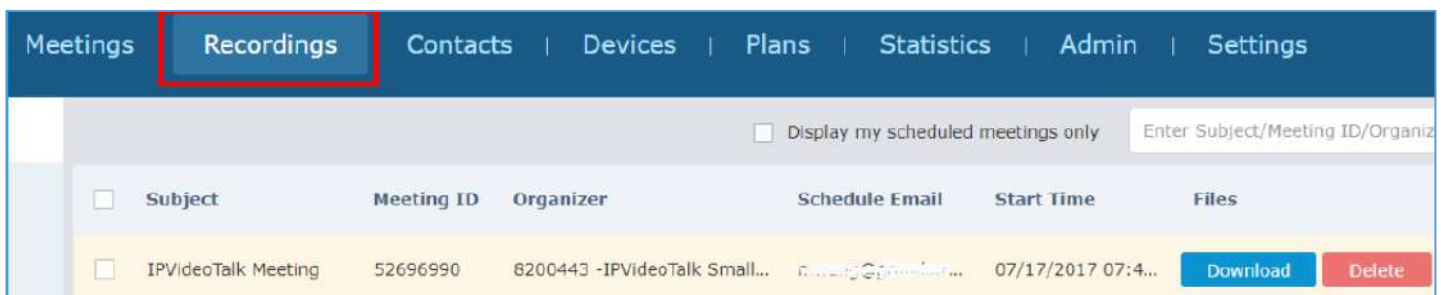 Meetings Recordings Contacts | Devices | Plans | Statistics | Admin | Settings
Display my scheduled meetings only Enter Subject/Meeting ID/Organiz
Subject Meeting ID Organizer Schedule Email Start Time Files
IPVideoTalk Meeting 52696990 8200443 -IPVideoTalk Small... 07/17/2017 07:4... Download Delete